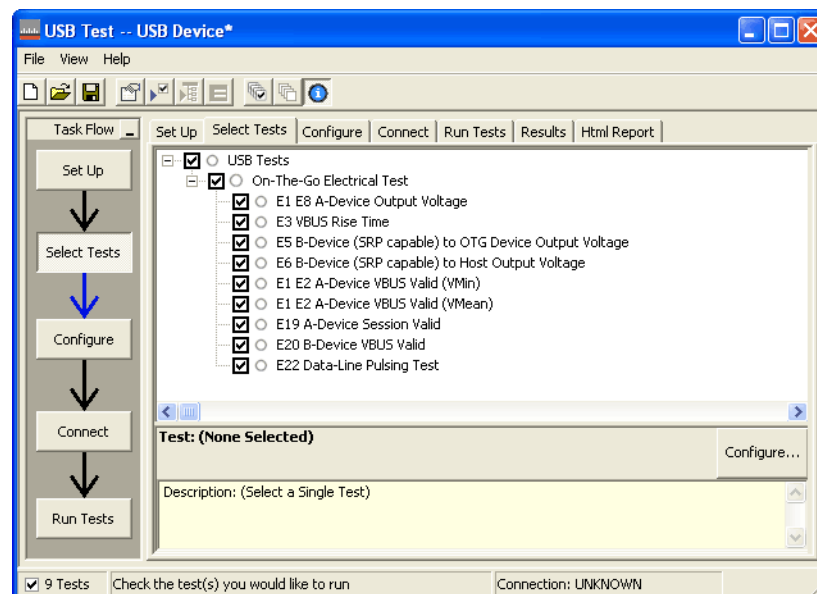 USB Test -- USB Device*
File View Help
Task Flow
Set Up Select Tests Configure Connect Run Tests Results Html Report
Set Up
Select Tests
Configure
Connect
Run Tests
USB Tests
On-The-Go Electrical Test
E1 E8 A-Device Output Voltage
E3 VBUS Rise Time
E5 B-Device (SRP capable) to OTG Device Output Voltage
E6 B-Device (SRP capable) to Host Output Voltage
E1 E2 A-Device VBUS Valid (VMin)
E1 E2 A-Device VBUS Valid (VMean)
E19 A-Device Session Valid
E20 B-Device VBUS Valid
E22 Data-Line Pulsing Test
Test: (None Selected)
Configure...
Description: (Select a Single Test)
9 Tests Check the test(s) you would like to run Connection: UNKNOWN